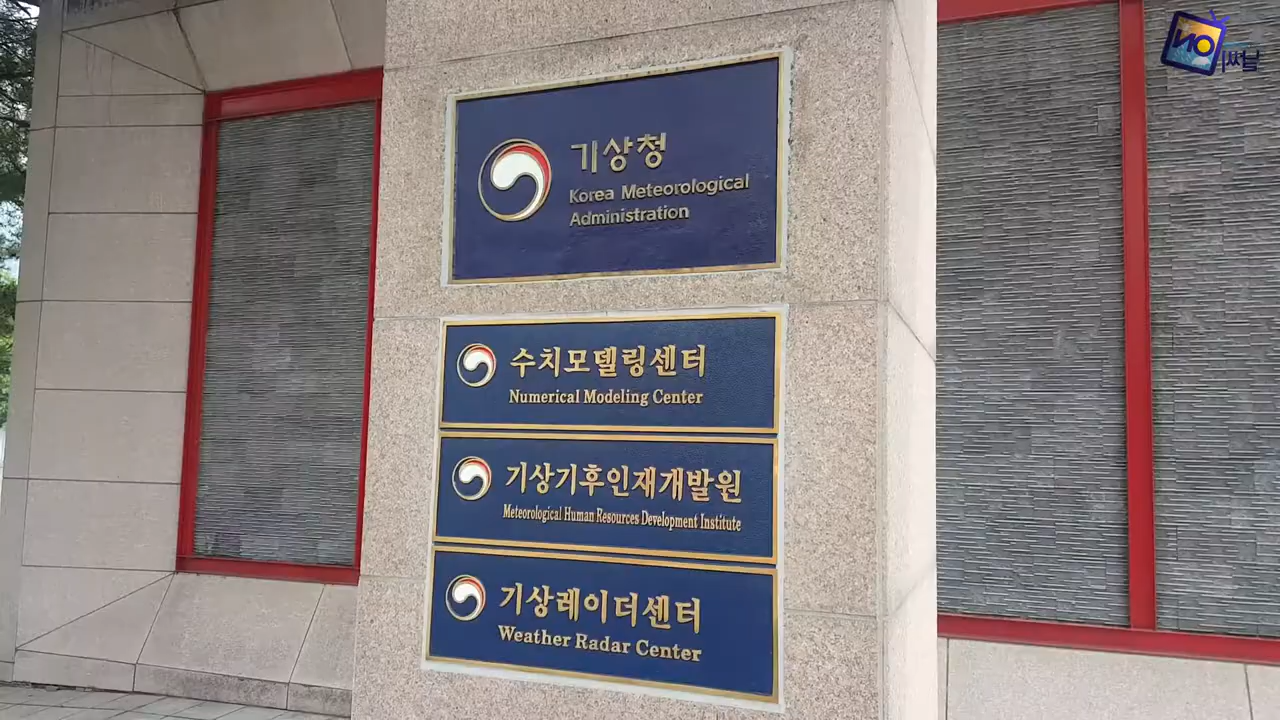 기상청
Korea Meteorological
Administration
수치모델링센터
Numerical Modeling Center
기상기후인재개발원
Meteorological Human Resources Development Institute
기상레이더센터
Weather Radar Center